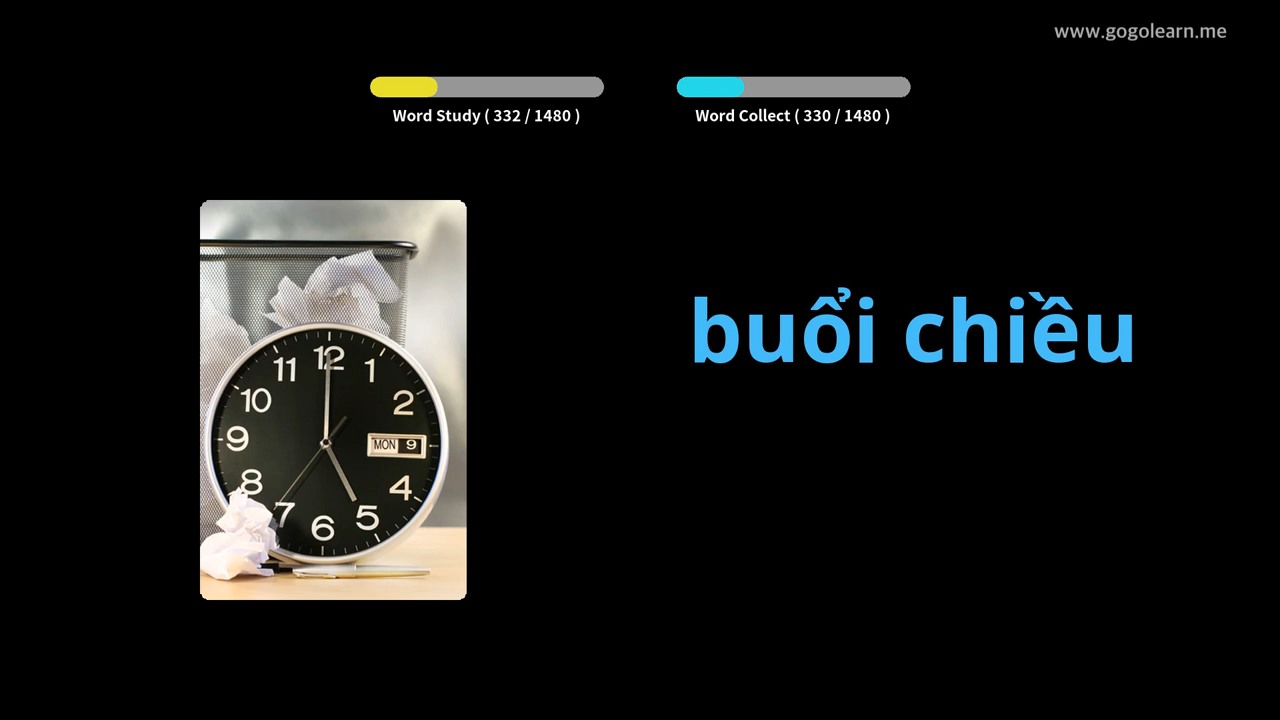 www.gogolearn.me
Word Study ( 332 / 1480 )
Word Collect ( 330 / 1480 )
buổi chiều
12
11
1
10
2
9
MON 9
8
4
7
5
6